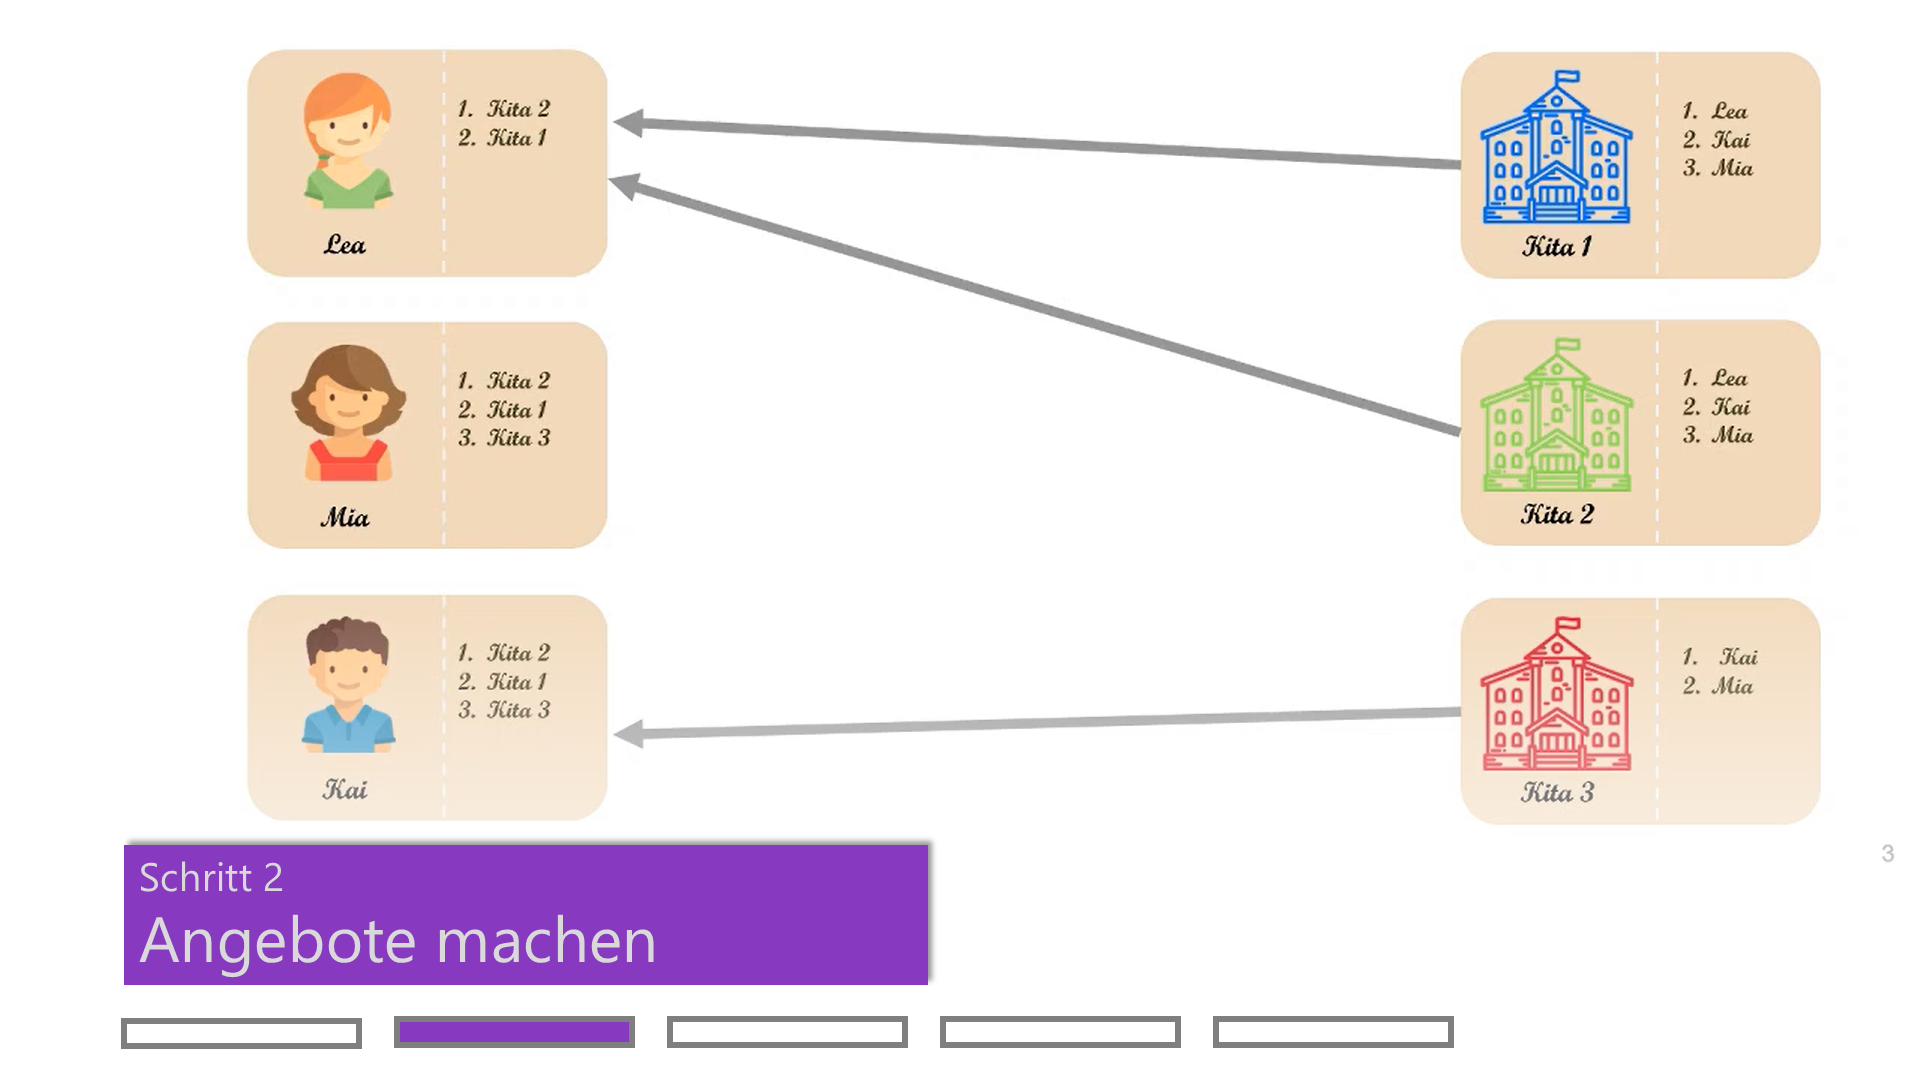 1. Kita 2
2. Kita 1
Lea
1. Lea
2. Kai
3. Mia
Kita 1
1. Kita 2
2. Kita 1
3. Kita 3
Mia
1. Lea
2. Kai
3. Mia
Kita 2
1. Kita 2
2. Kita 1
3. Kita 3
Kai
1. Kai
2. Mia
Kita 3
3
Schritt 2
Angebote machen